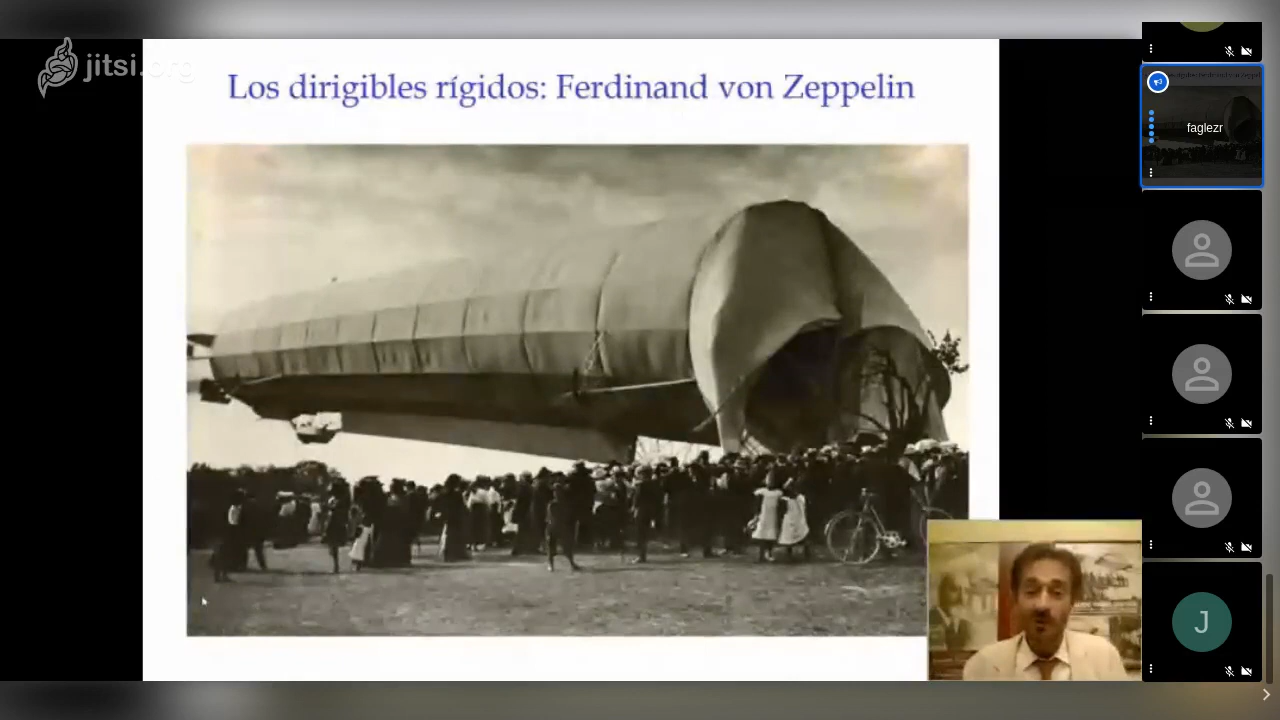 jitsi.org
Los dirigibles rígidos: Ferdinand von Zeppelin
faglezr
J